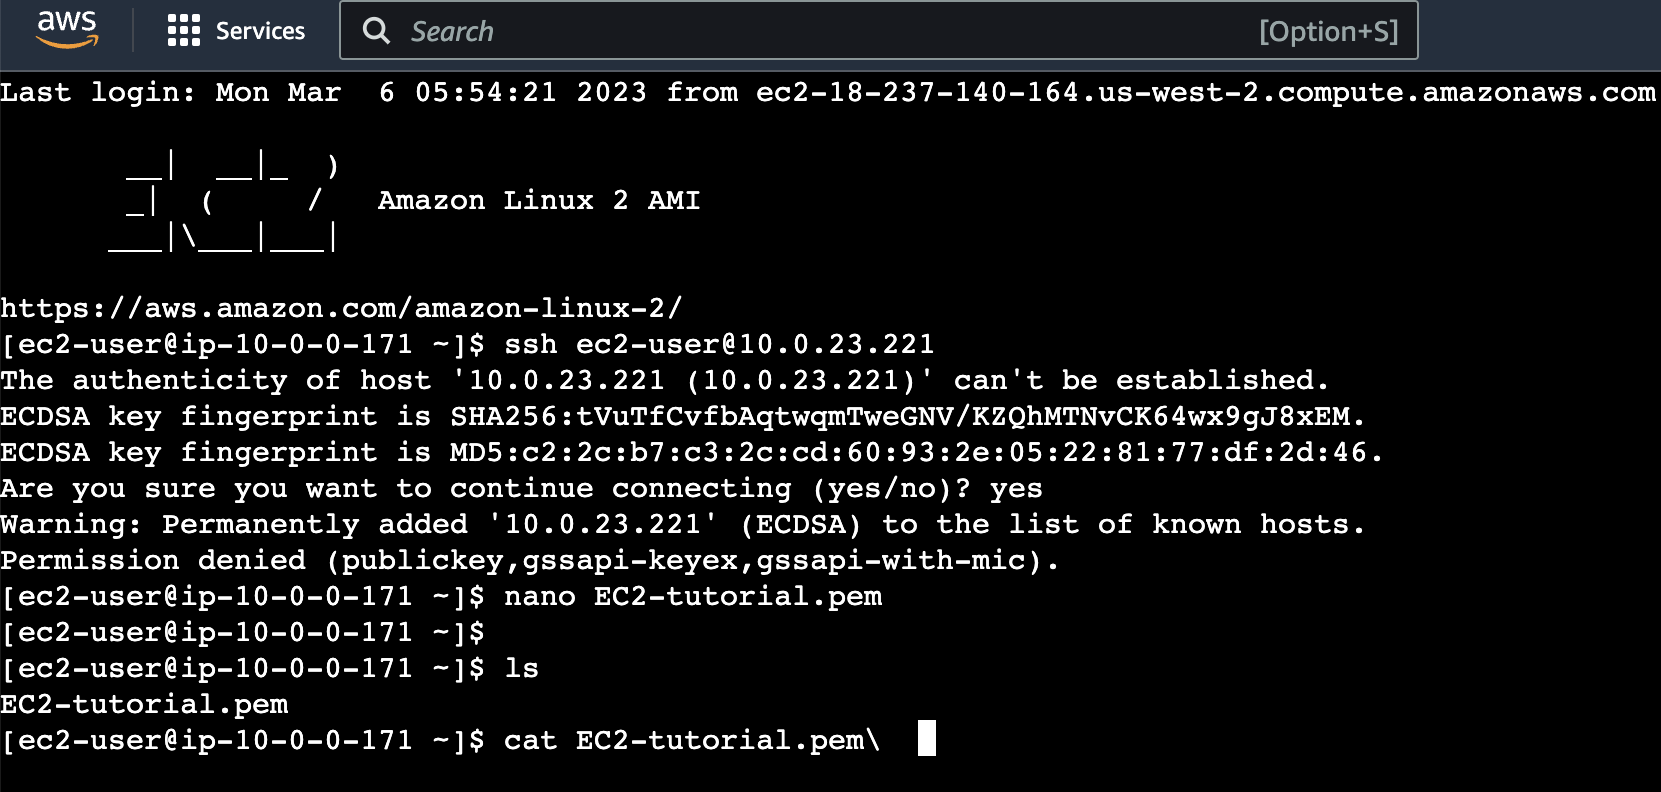 aws Services Search [Option+S]
Last login: Mon Mar  6 05:54:21 2023 from ec2-18-237-140-164.us-west-2.compute.amazonaws.com
       __|  __|_  )
       _|  (     /   Amazon Linux 2 AMI
      ___|\___|___|
https://aws.amazon.com/amazon-linux-2/
[ec2-user@ip-10-0-0-171 ~]$ ssh ec2-user@10.0.23.221
The authenticity of host '10.0.23.221 (10.0.23.221)' can't be established.
ECDSA key fingerprint is SHA256:tVuTfCvfbAqtwqmTweGNV/KZQhMTNvCK64wx9gJ8xEM.
ECDSA key fingerprint is MD5:c2:2c:b7:c3:2c:cd:60:93:2e:05:22:81:77:df:2d:46.
Are you sure you want to continue connecting (yes/no)? yes
Warning: Permanently added '10.0.23.221' (ECDSA) to the list of known hosts.
Permission denied (publickey,gssapi-keyex,gssapi-with-mic).
[ec2-user@ip-10-0-0-171 ~]$ nano EC2-tutorial.pem
[ec2-user@ip-10-0-0-171 ~]$
[ec2-user@ip-10-0-0-171 ~]$ ls
EC2-tutorial.pem
[ec2-user@ip-10-0-0-171 ~]$ cat EC2-tutorial.pem\